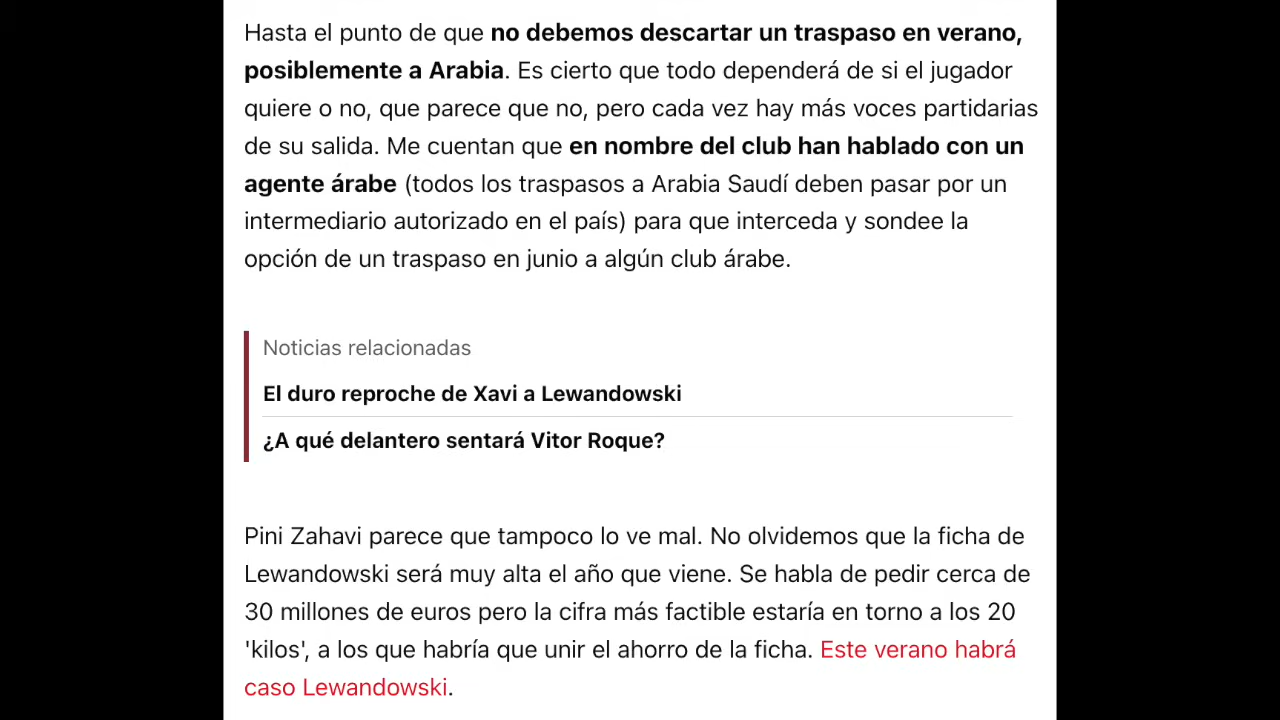 Hasta el punto de que no debemos descartar un traspaso en verano,
posiblemente a Arabia. Es cierto que todo dependerá de si el jugador
quiere o no, que parece que no, pero cada vez hay más voces partidarias
de su salida. Me cuentan que en nombre del club han hablado con un
agente árabe (todos los traspasos a Arabia Saudí deben pasar por un
intermediario autorizado en el país) para que interceda y sondee la
opción de un traspaso en junio a algún club árabe.
Noticias relacionadas
El duro reproche de Xavi a Lewandowski
¿A qué delantero sentará Vitor Roque?
Pini Zahavi parece que tampoco lo ve mal. No olvidemos que la ficha de
Lewandowski será muy alta el año que viene. Se habla de pedir cerca de
30 millones de euros pero la cifra más factible estaría en torno a los 20
'kilos', a los que habría que unir el ahorro de la ficha. Este verano habrá
caso Lewandowski.